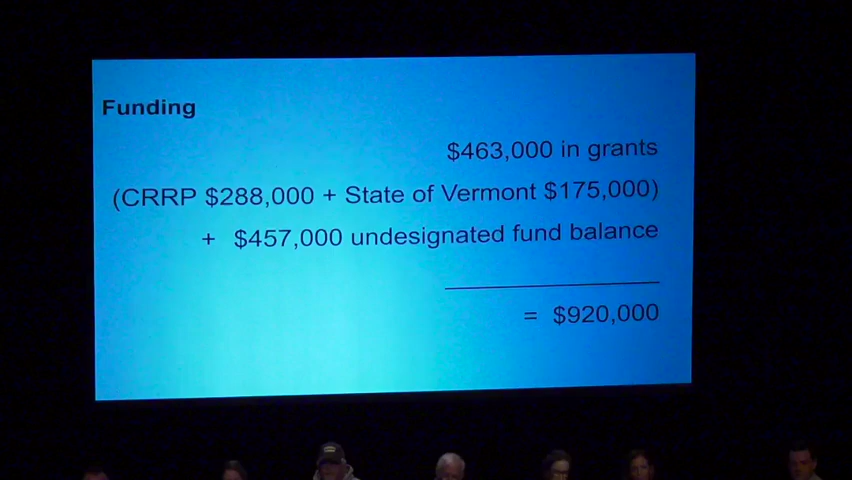 Funding
$463,000 in grants
(CRRP $288,000 + State of Vermont $175,000)
+ $457,000 undesignated fund balance
= $920,000